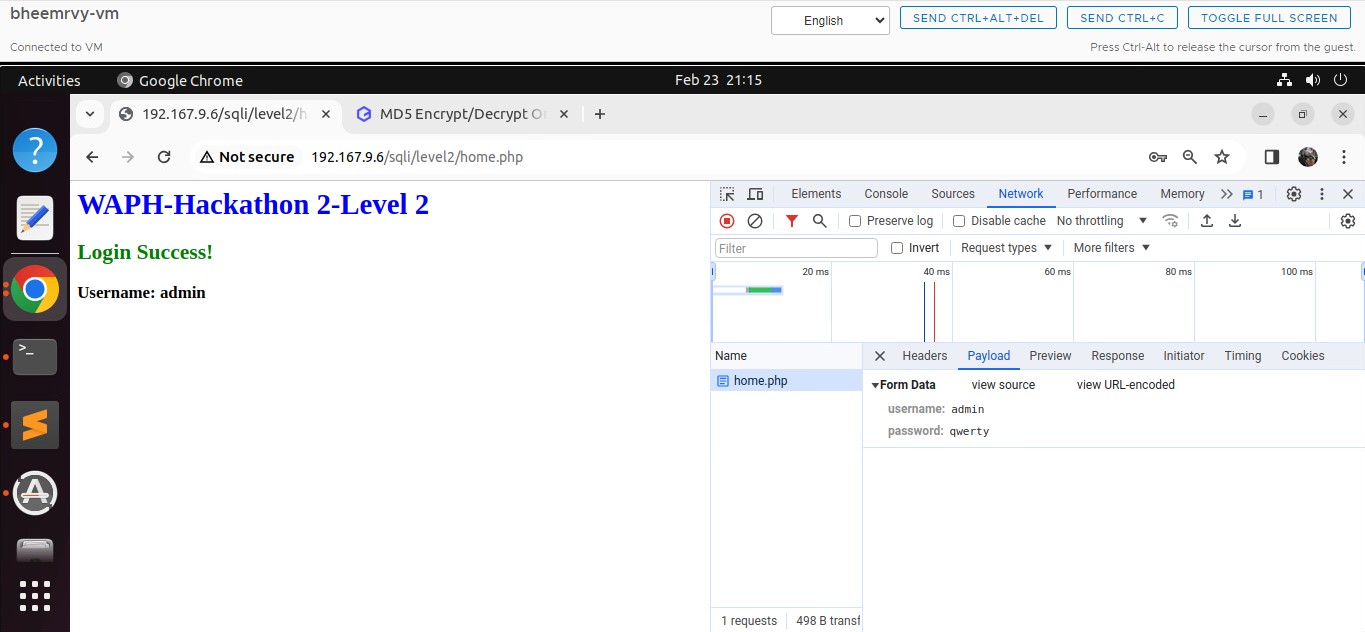 bheemrvy-vm
English
SEND CTRL+ALT+DEL
SEND CTRL+C
TOGGLE FULL SCREEN
Connected to VM
Press Ctrl-Alt to release the cursor from the guest.
Activities
Google Chrome
Feb 23 21:15
192.167.9.6/sqli/level2/h
MD5 Encrypt/Decrypt O
Not secure
192.167.9.6/sqli/level2/home.php
WAPH-Hackathon 2-Level 2
Login Success!
Username: admin
Elements
Console
Sources
Network
Performance
Memory
1
Preserve log
Disable cache
No throttling
Filter
Invert
Request types
More filters
20 ms
40 ms
60 ms
80 ms
100 ms
Name
Headers
Payload
Preview
Response
Initiator
Timing
Cookies
home.php
Form Data
view source
view URL-encoded
username: admin
password: qwerty
1 requests
498 B transf